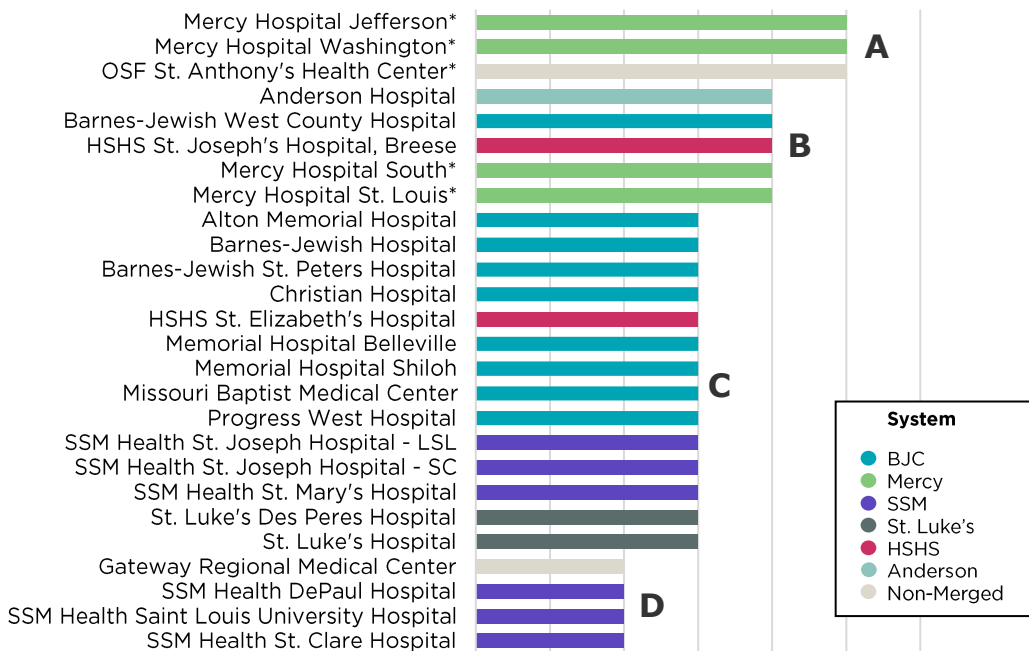 Mercy Hospital Jefferson*
Mercy Hospital Washington*
OSF St. Anthony's Health Center*
A
Anderson Hospital
Barnes-Jewish West County Hospital
HSHS St. Joseph's Hospital, Breese
Mercy Hospital South*
Mercy Hospital St. Louis*
B
Alton Memorial Hospital
Barnes-Jewish Hospital
Barnes-Jewish St. Peters Hospital
Christian Hospital
HSHS St. Elizabeth's Hospital
Memorial Hospital Belleville
Memorial Hospital Shiloh
Missouri Baptist Medical Center
Progress West Hospital
SSM Health St. Joseph Hospital - LSL
SSM Health St. Joseph Hospital - SC
SSM Health St. Mary's Hospital
St. Luke's Des Peres Hospital
St. Luke's Hospital
C
Gateway Regional Medical Center
SSM Health DePaul Hospital
SSM Health Saint Louis University Hospital
SSM Health St. Clare Hospital
D
System
BJC
Mercy
SSM
St. Luke’s
HSHS
Anderson
Non-Merged